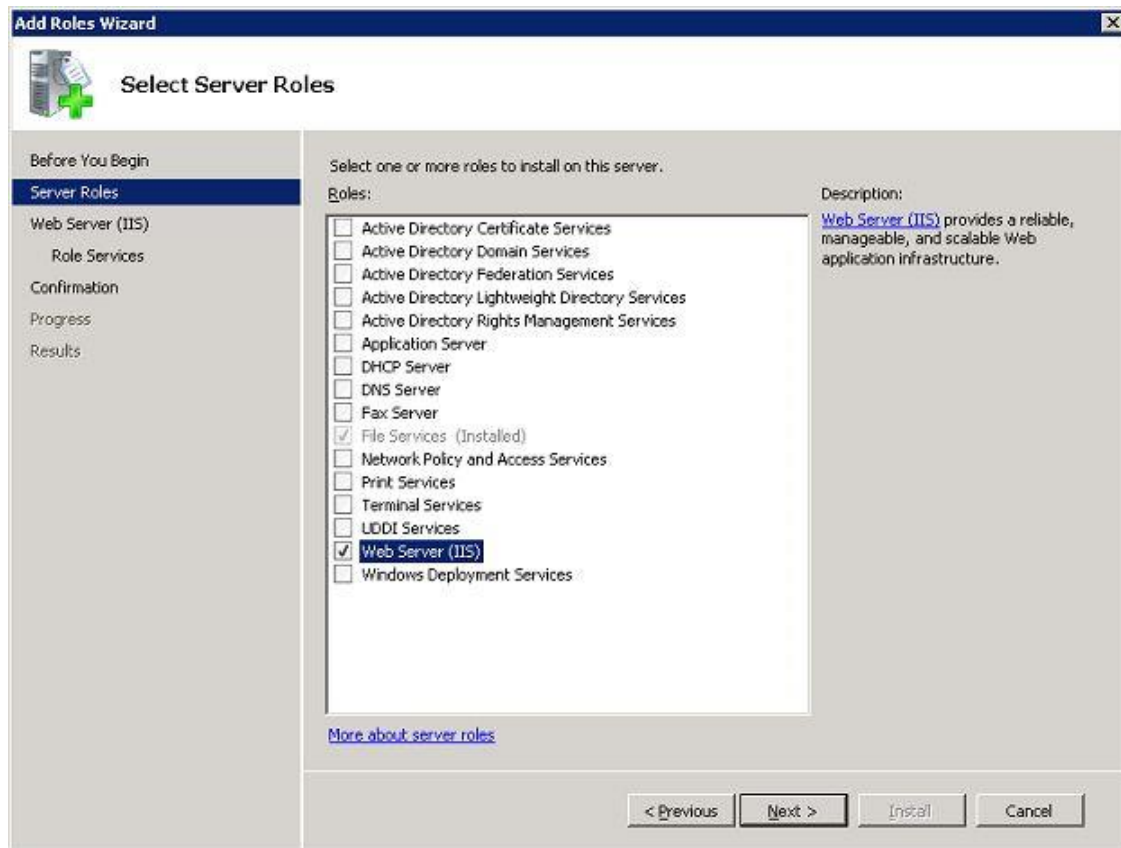 Add Roles Wizard
Select Server Roles
Before You Begin
Server Roles
Web Server (IIS)
Role Services
Confirmation
Progress
Results
Select one or more roles to install on this server.
Roles:
Active Directory Certificate Services
Active Directory Domain Services
Active Directory Federation Services
Active Directory Lightweight Directory Services
Active Directory Rights Management Services
Application Server
DHCP Server
DNS Server
Fax Server
File Services (Installed)
Network Policy and Access Services
Print Services
Terminal Services
UDDI Services
Web Server (IIS)
Windows Deployment Services
More about server roles
Description:
Web Server (IIS) provides a reliable,
manageable, and scalable Web
application infrastructure.
< Previous
Next >
Install
Cancel